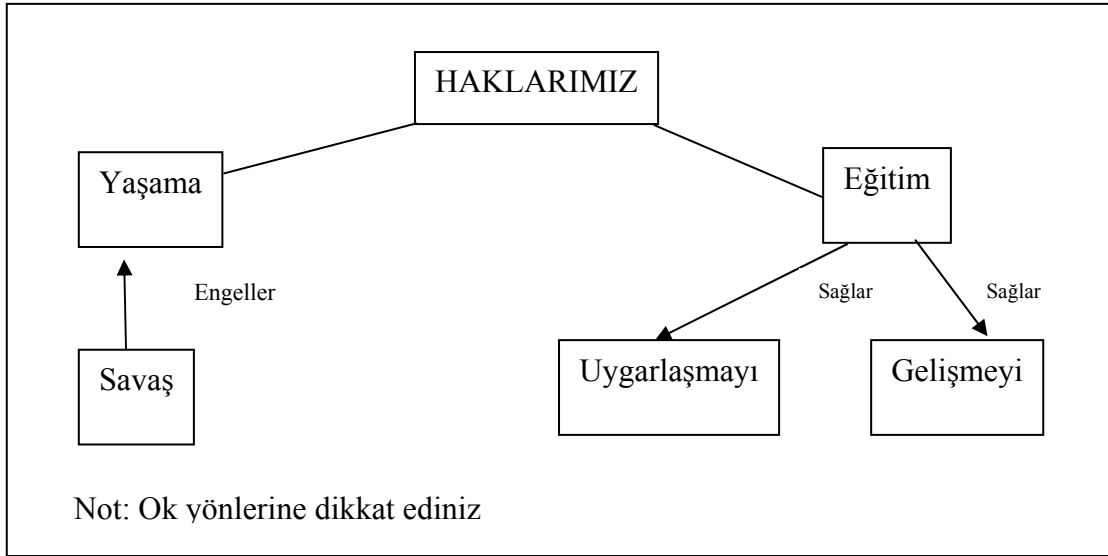 HAKLARIMIZ
Yaşama
Eğitim
Engeller
Sağlar
Sağlar
Savaş
Uygarlaşmayı
Gelişmeyi
Not: Ok yönlerine dikkat ediniz